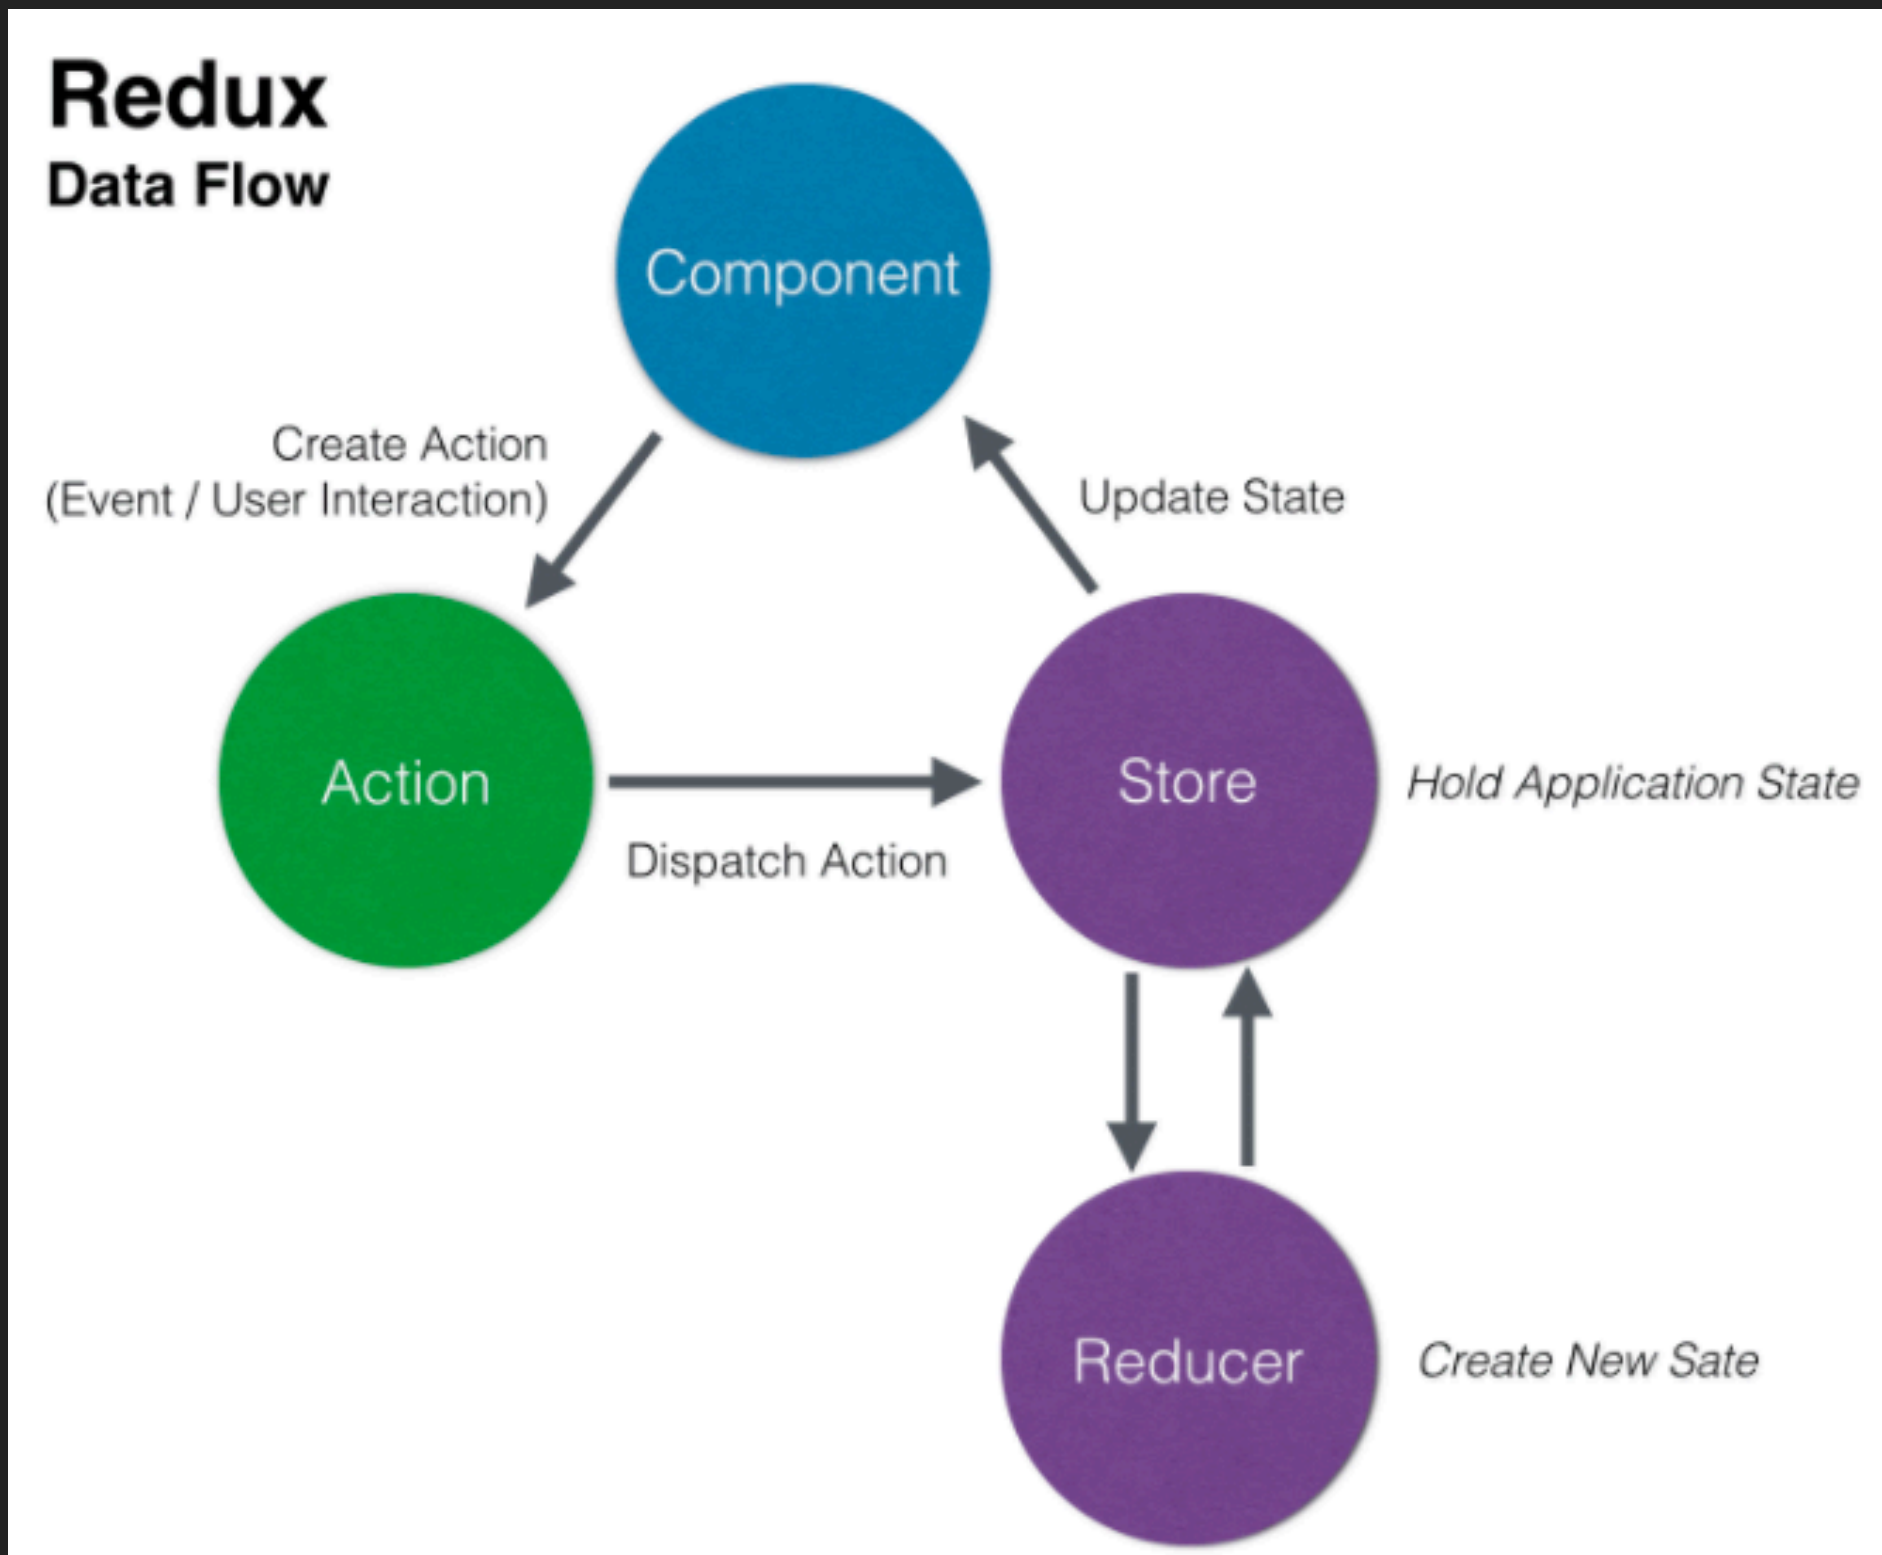 Redux
Data Flow
Component
Create Action
(Event / User Interaction)
Update State
Action
Dispatch Action
Store
Hold Application State
Reducer
Create New Sate